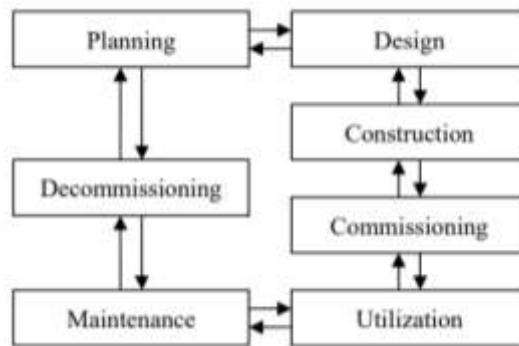 Planning
Design
Construction
Decommissioning
Commissioning
Maintenance
Utilization